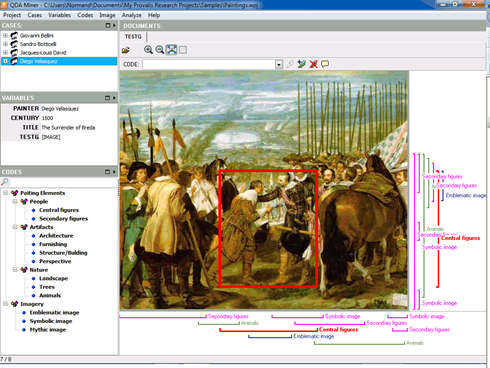 QDA Miner - C:\Users\Normand\Documents\My Provalis Research Projects\Samples\Paintings.wpj
Project Cases Variables Codes Image Analyze Help
CASES:
Giovanni Bellini
Sandro Botticelli
Jacques-Louis David
Diego Velasquez
VARIABLES
PAINTER Diego Velasquez
CENTURY 1500
TITLE The Surrender of Breda
TESTG [IMAGE]
CODES
Paiting Elements
People
Central figures
Secondary figures
Artifacts
Architecture
Furnishing
Structure/Bulding
Perspective
Nature
Landscape
Trees
Animals
Imagery
Emblematic image
Symbolic image
Mythic image
7 / 8
DOCUMENTS:
TESTG
CODE:
Secondary figures
Secondary figures
Emblematic image
Animals
Secondary figures
Central figures
Symbolic image
Secondary figures
Symbolic image
Symbolic image
Animals
Secondary figures
Central figures
Secondary figures
Emblematic image
Animals